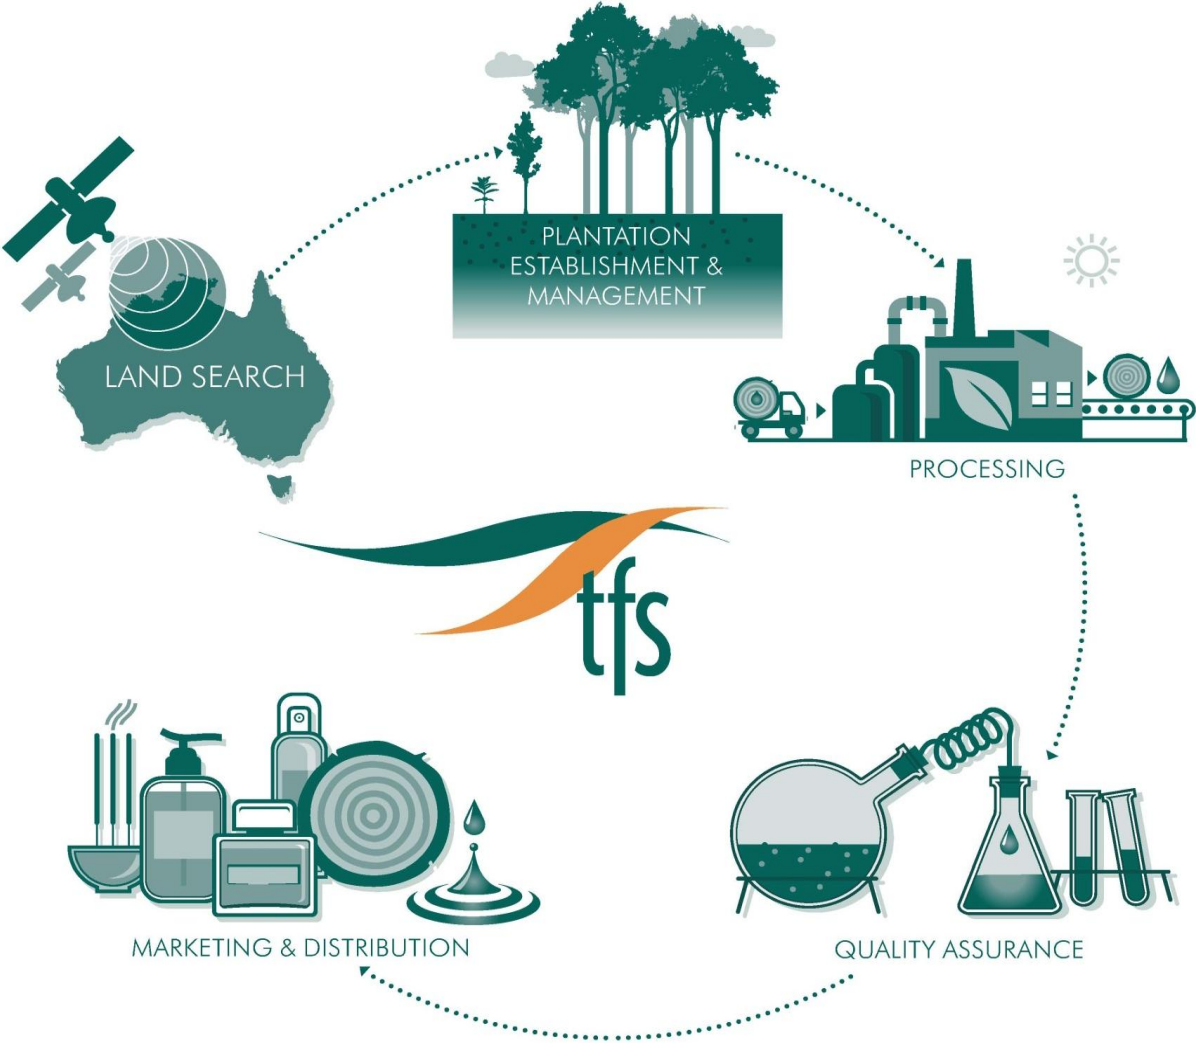 PLANTATION
ESTABLISHMENT &
MANAGEMENT
LAND SEARCH
PROCESSING
tfs
MARKETING & DISTRIBUTION
QUALITY ASSURANCE